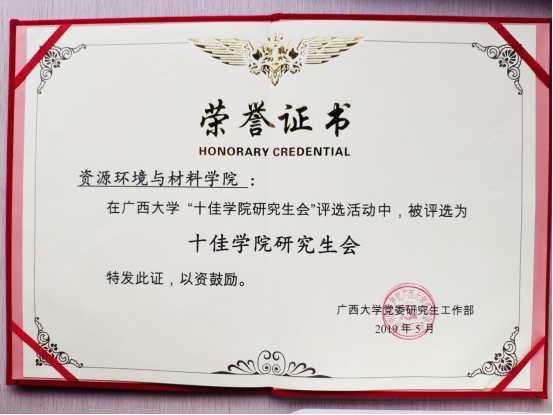 荣誉证书
HONORARY CREDENTIAL
资源环境与材料学院：
在广西大学“十佳学院研究生会”评选活动中，被评选为
十佳学院研究生会
特发此证，以资鼓励。
广西大学党委研究生工作部
2019年5月